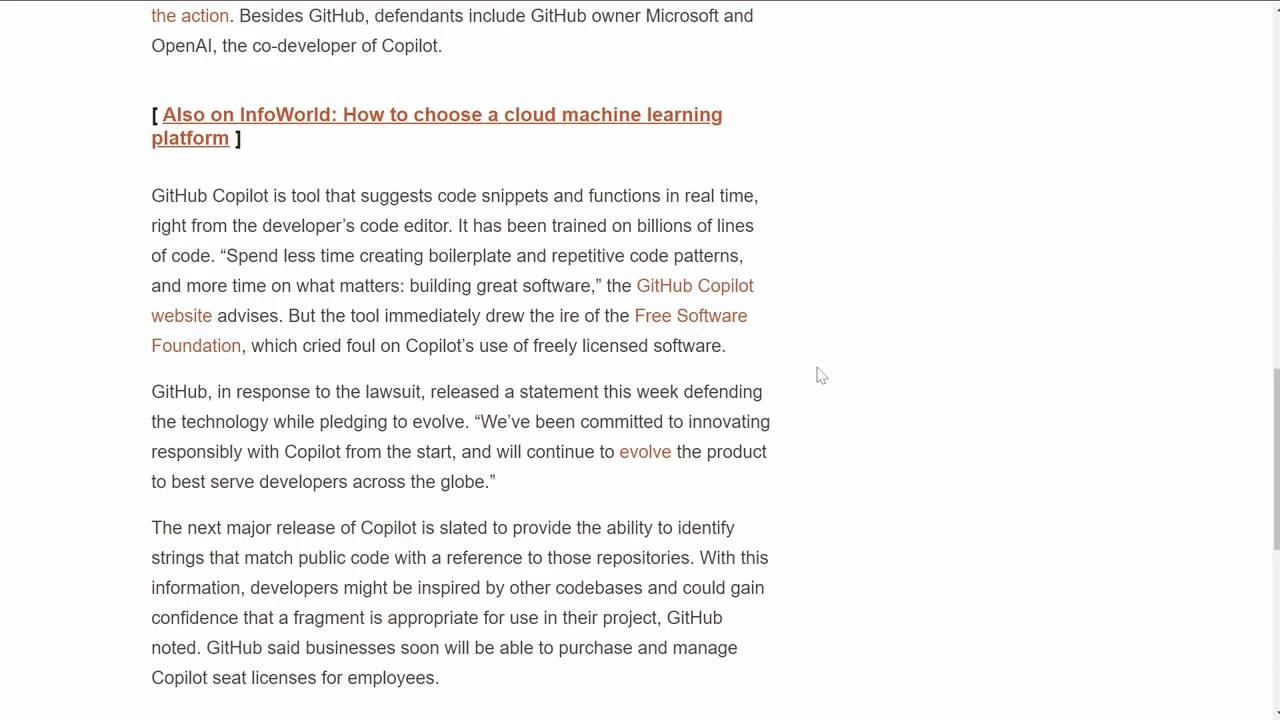 the action. Besides GitHub, defendants include GitHub owner Microsoft and
OpenAI, the co-developer of Copilot.
[ Also on InfoWorld: How to choose a cloud machine learning
platform ]
GitHub Copilot is tool that suggests code snippets and functions in real time,
right from the developer’s code editor. It has been trained on billions of lines
of code. “Spend less time creating boilerplate and repetitive code patterns,
and more time on what matters: building great software,” the GitHub Copilot
website advises. But the tool immediately drew the ire of the Free Software
Foundation, which cried foul on Copilot’s use of freely licensed software.
GitHub, in response to the lawsuit, released a statement this week defending
the technology while pledging to evolve. “We’ve been committed to innovating
responsibly with Copilot from the start, and will continue to evolve the product
to best serve developers across the globe.”
The next major release of Copilot is slated to provide the ability to identify
strings that match public code with a reference to those repositories. With this
information, developers might be inspired by other codebases and could gain
confidence that a fragment is appropriate for use in their project, GitHub
noted. GitHub said businesses soon will be able to purchase and manage
Copilot seat licenses for employees.